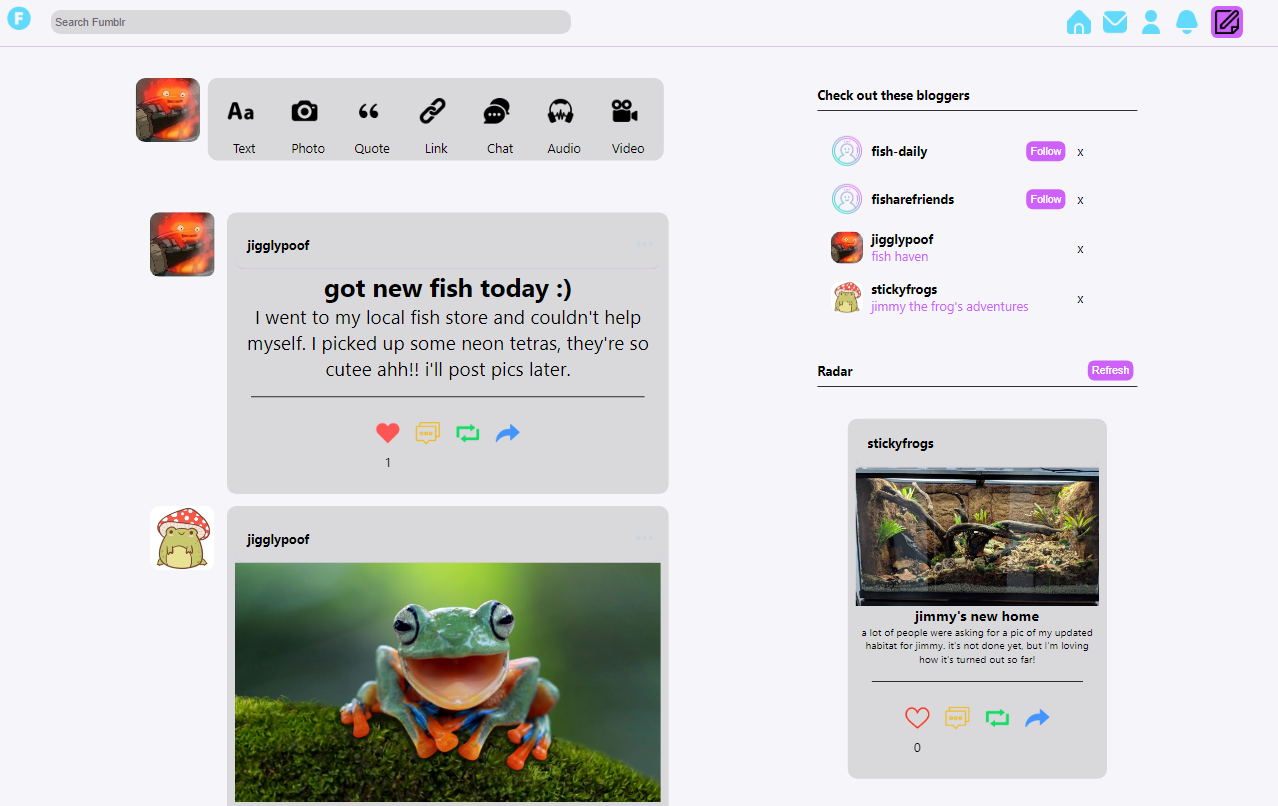 F
Search Fumblr
Aa
Text
Photo
Quote
Link
Chat
Audio
Video
jigglypoof
got new fish today :)
I went to my local fish store and couldn't help
myself. I picked up some neon tetras, they're so
cutee ahh!! i'll post pics later.
1
jigglypoof
Check out these bloggers
fish-daily
Follow
x
fisharefriends
Follow
x
jigglypoof
fish haven
x
stickyfrogs
jimmy the frog's adventures
x
Radar
Refresh
stickyfrogs
jimmy's new home
a lot of people were asking for a pic of my updated
habitat for jimmy. it's not done yet, but I'm loving
how it's turned out so far!
0